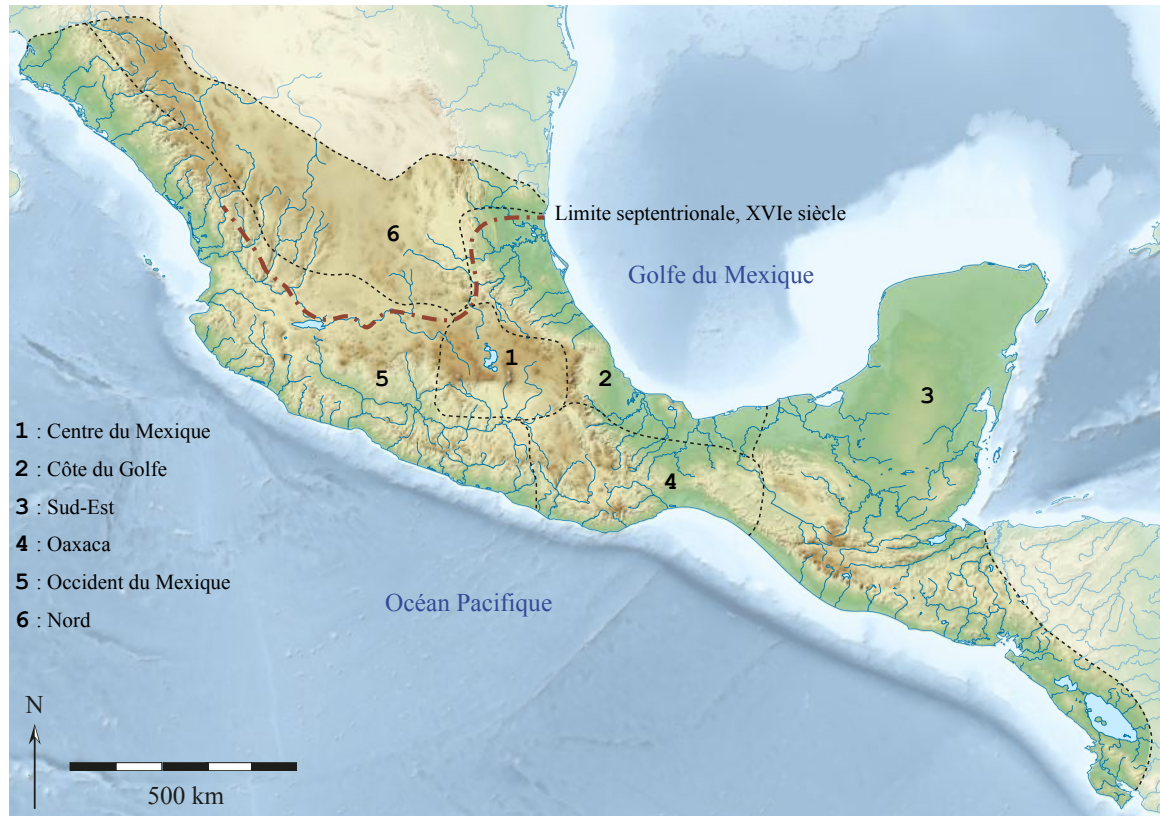 6
Limite septentrionale, XVIe siècle
Golfe du Mexique
1
2
5
3
4
1 : Centre du Mexique
2 : Côte du Golfe
3 : Sud-Est
4 : Oaxaca
5 : Occident du Mexique
6 : Nord
Océan Pacifique
N
500 km